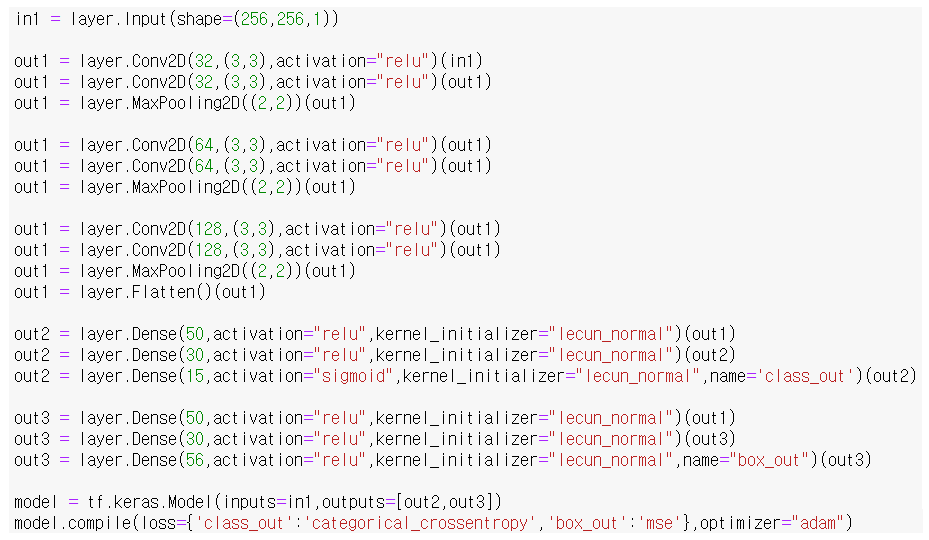 in1 = layer.Input(shape=(256,256,1))
out1 = layer.Conv2D(32,(3,3),activation="relu")(in1)
out1 = layer.Conv2D(32,(3,3),activation="relu")(out1)
out1 = layer.MaxPooling2D((2,2))(out1)
out1 = layer.Conv2D(64,(3,3),activation="relu")(out1)
out1 = layer.Conv2D(64,(3,3),activation="relu")(out1)
out1 = layer.MaxPooling2D((2,2))(out1)
out1 = layer.Conv2D(128,(3,3),activation="relu")(out1)
out1 = layer.Conv2D(128,(3,3),activation="relu")(out1)
out1 = layer.MaxPooling2D((2,2))(out1)
out1 = layer.Flatten()(out1)
out2 = layer.Dense(50,activation="relu",kernel_initializer="lecun_normal")(out1)
out2 = layer.Dense(30,activation="relu",kernel_initializer="lecun_normal")(out2)
out2 = layer.Dense(15,activation="sigmoid",kernel_initializer="lecun_normal",name='class_out')(out2)
out3 = layer.Dense(50,activation="relu",kernel_initializer="lecun_normal")(out1)
out3 = layer.Dense(30,activation="relu",kernel_initializer="lecun_normal")(out3)
out3 = layer.Dense(56,activation="relu",kernel_initializer="lecun_normal",name="box_out")(out3)
model = tf.keras.Model(inputs=in1,outputs=[out2,out3])
model.compile(loss={'class_out':'categorical_crossentropy','box_out':'mse'},optimizer="adam")